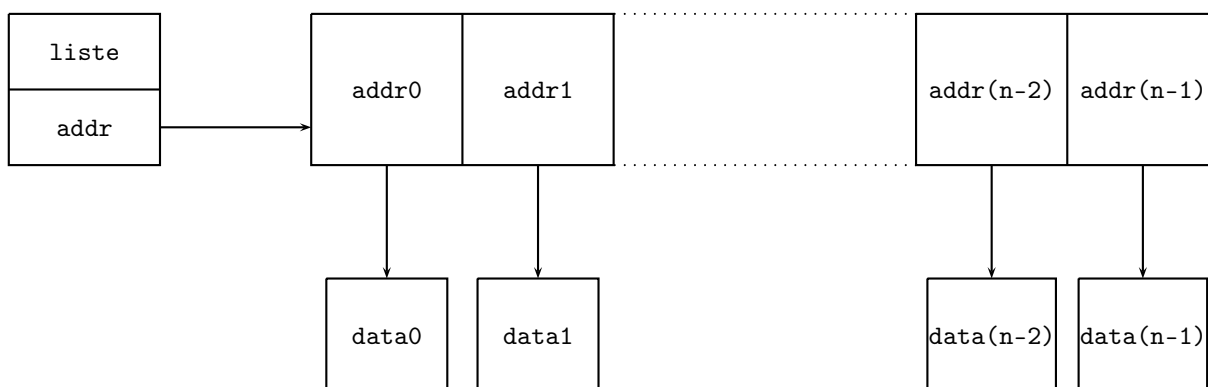 liste
addr
addr0 addr1 addr(n-2) addr(n-1)
data0 data1 data(n-2) data(n-1)